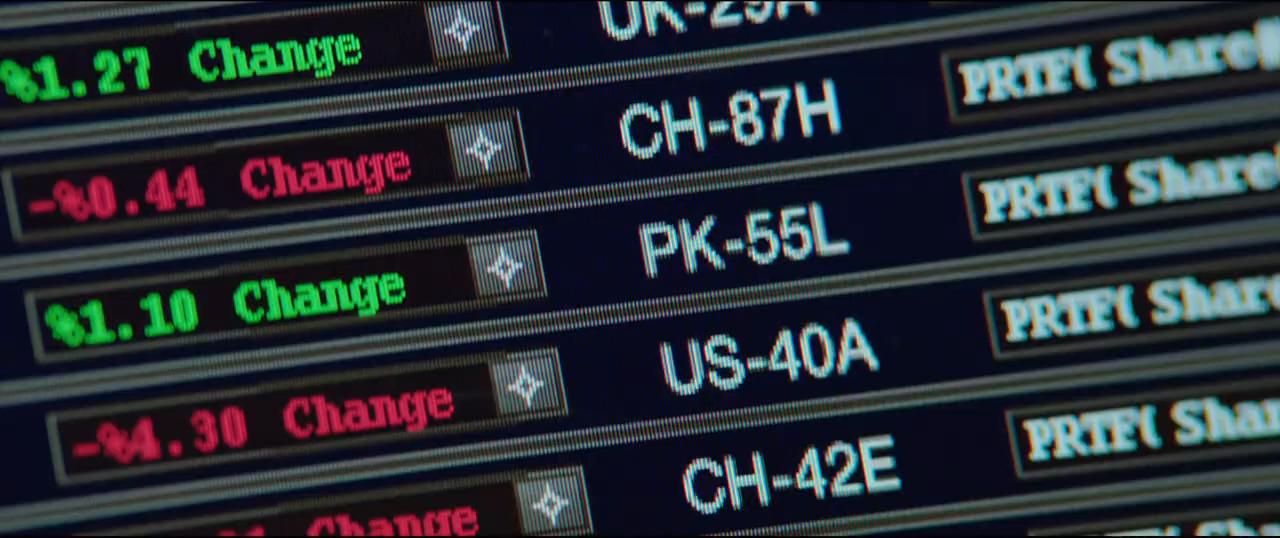 %1.27 Change
-%0.44 Change CH-87H PRTF( Share
%1.10 Change PK-55L PRTF( Share
-%4.30 Change US-40A PRTF( Share
Change CH-42E PRTF( Shar